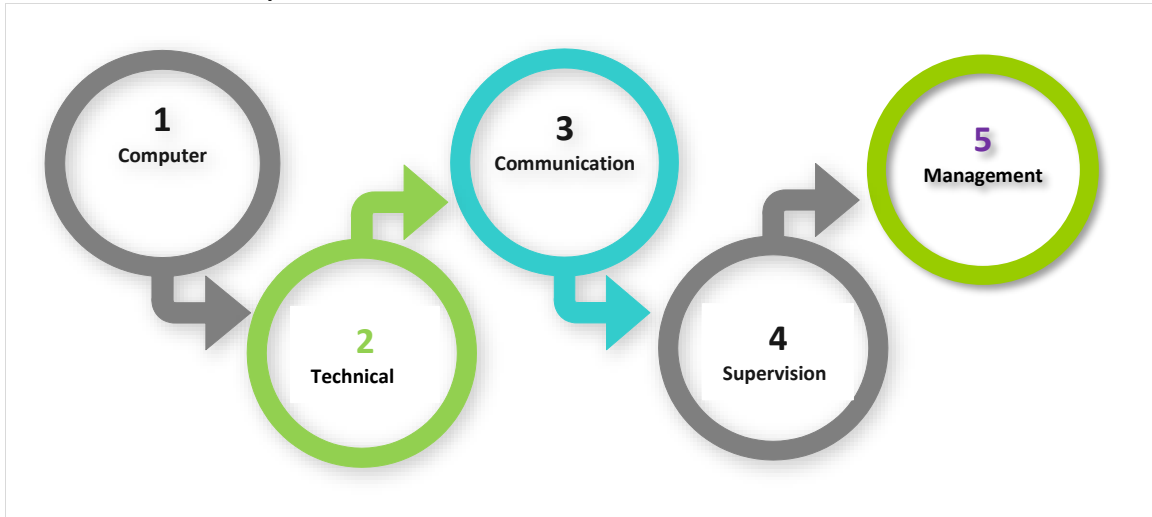 1
Computer
2
Technical
3
Communication
4
Supervision
5
Management